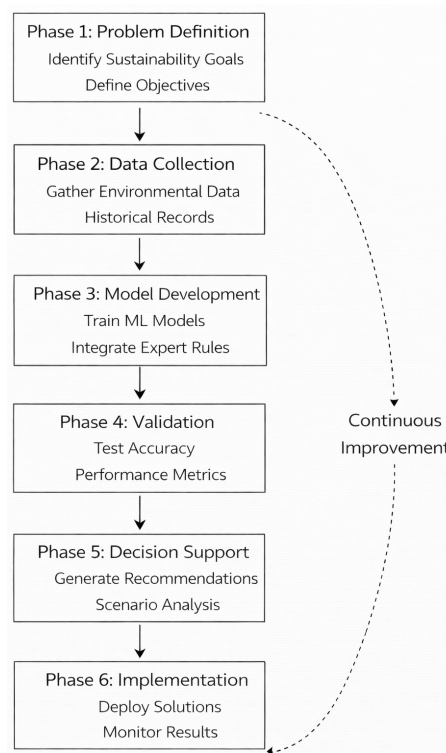 Phase 1: Problem Definition
Identify Sustainability Goals
Define Objectives
Phase 2: Data Collection
Gather Environmental Data
Historical Records
Phase 3: Model Development
Train ML Models
Integrate Expert Rules
Phase 4: Validation
Test Accuracy
Performance Metrics
Continuous
Improvement
Phase 5: Decision Support
Generate Recommendations
Scenario Analysis
Phase 6: Implementation
Deploy Solutions
Monitor Results